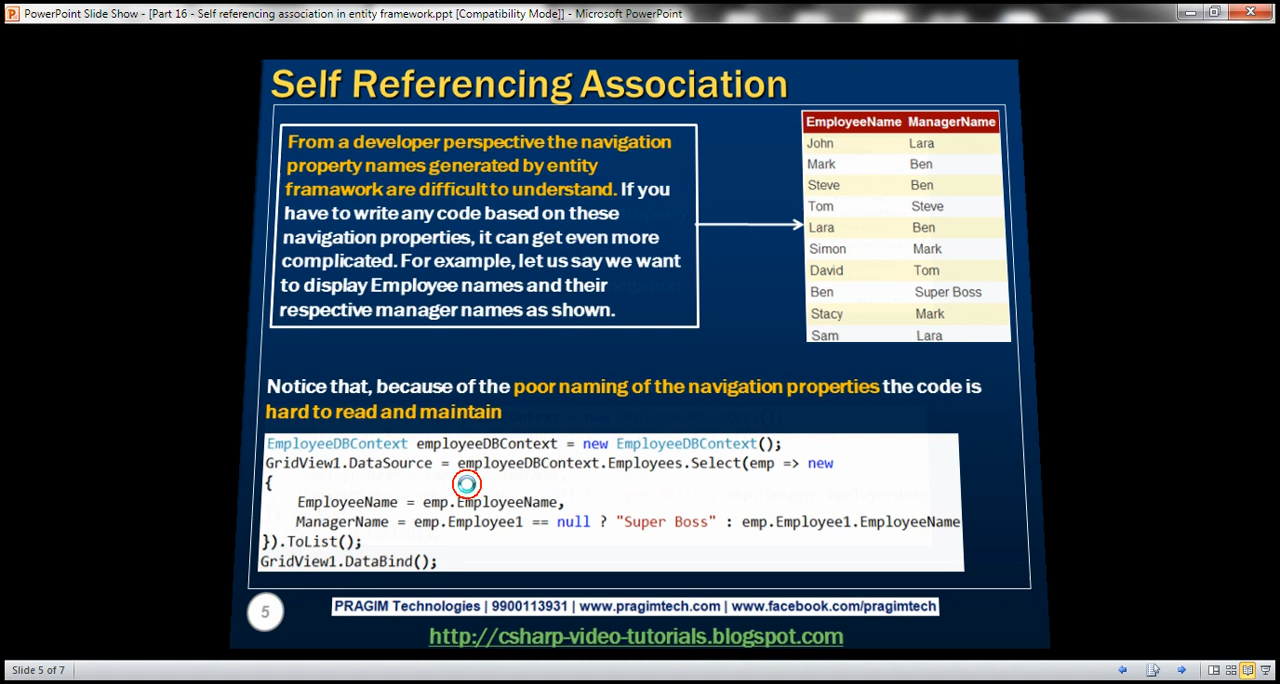 PowerPoint Slide Show - [Part 16 - Self referencing association in entity framework.ppt [Compatibility Mode]] - Microsoft PowerPoint
Self Referencing Association
From a developer perspective the navigation
property names generated by entity
framawork are difficult to understand. If you
have to write any code based on these
navigation properties, it can get even more
complicated. For example, let us say we want
to display Employee names and their
respective manager names as shown.
EmployeeName ManagerName
John Lara
Mark Ben
Steve Ben
Tom Steve
Lara Ben
Simon Mark
David Tom
Ben Super Boss
Stacy Mark
Sam Lara
Notice that, because of the poor naming of the navigation properties the code is
hard to read and maintain
EmployeeDBContext employeeDBContext = new EmployeeDBContext();
GridView1.DataSource = employeeDBContext.Employees.Select(emp => new
{
EmployeeName = emp.EmployeeName,
ManagerName = emp.Employee1 == null ? "Super Boss" : emp.Employee1.EmployeeName
}).ToList();
GridView1.DataBind();
5
PRAGIM Technologies | 9900113931 | www.pragimtech.com | www.facebook.com/pragimtech
http://csharp-video-tutorials.blogspot.com
Slide 5 of 7